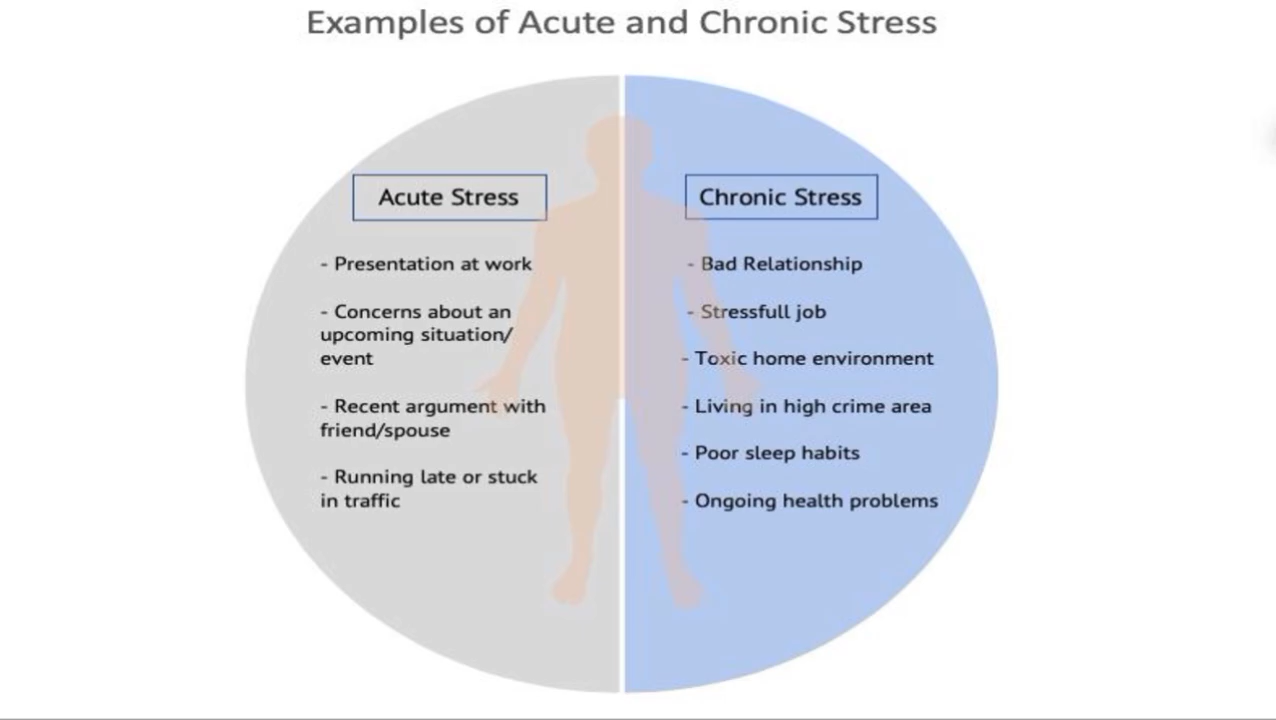 Examples of Acute and Chronic Stress
Acute Stress
- Presentation at work
- Concerns about an
upcoming situation/
event
- Recent argument with
friend/spouse
- Running late or stuck
in traffic
Chronic Stress
- Bad Relationship
- Stressfull job
- Toxic home environment
- Living in high crime area
- Poor sleep habits
- Ongoing health problems